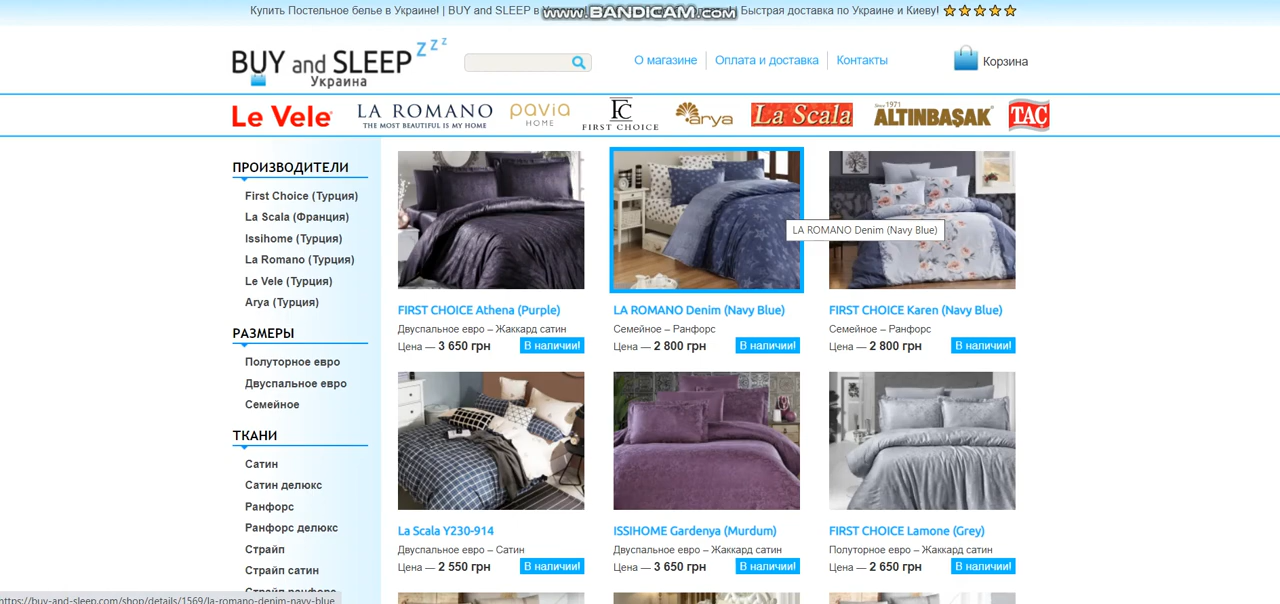 Купить Постельное белье в Украине! | BUY and SLEEP в
| Быстрая доставка по Украине и Киеву!
www.BANDICAM.com
BUY and SLEEP z z z
Украина
О магазине
Оплата и доставка
Контакты
Корзина
Le Vele
LA ROMANO
THE MOST BEAUTIFUL IS MY HOME
pavia
HOME
FC
FIRST CHOICE
arya
La Scala
Since 1971
ALTINBAŞAK
TAÇ
ПРОИЗВОДИТЕЛИ
First Choice (Турция)
La Scala (Франция)
Issihome (Турция)
La Romano (Турция)
Le Vele (Турция)
Arya (Турция)
РАЗМЕРЫ
Полуторное евро
Двуспальное евро
Семейное
ТКАНИ
Сатин
Сатин делюкс
Ранфорс
Ранфорс делюкс
Страйп
Страйп сатин
Страйп ранфорс
LA ROMANO Denim (Navy Blue)
FIRST CHOICE Athena (Purple)
Двуспальное евро – Жаккард сатин
Цена — 3 650 грн
В наличии!
LA ROMANO Denim (Navy Blue)
Семейное – Ранфорс
Цена — 2 800 грн
В наличии!
FIRST CHOICE Karen (Navy Blue)
Семейное – Ранфорс
Цена — 2 800 грн
В наличии!
La Scala Y230-914
Двуспальное евро – Сатин
Цена — 2 550 грн
В наличии!
ISSIHOME Gardenya (Murdum)
Двуспальное евро – Жаккард сатин
Цена — 3 650 грн
В наличии!
FIRST CHOICE Lamone (Grey)
Полуторное евро – Жаккард сатин
Цена — 2 650 грн
В наличии!
https://buy-and-sleep.com/shop/details/1569/la-romano-denim-navy-blue